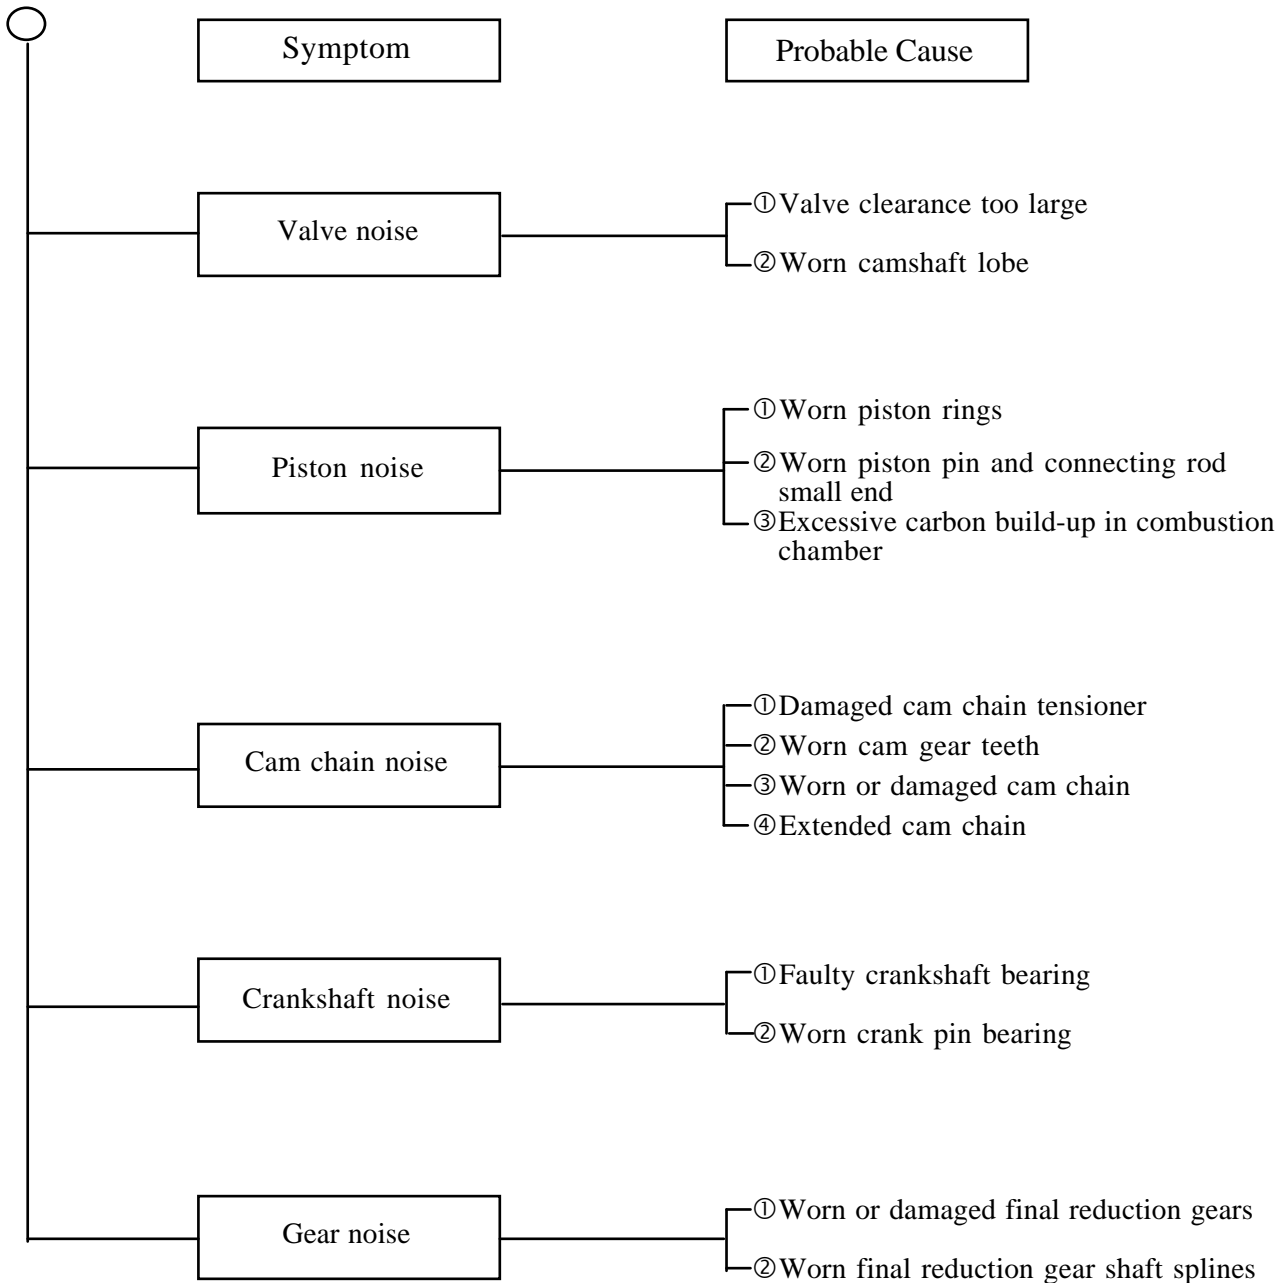 Symptom
Probable Cause
Valve noise
①Valve clearance too large
②Worn camshaft lobe
Piston noise
①Worn piston rings
②Worn piston pin and connecting rod
small end
③Excessive carbon build-up in combustion
chamber
Cam chain noise
①Damaged cam chain tensioner
②Worn cam gear teeth
③Worn or damaged cam chain
④Extended cam chain
Crankshaft noise
①Faulty crankshaft bearing
②Worn crank pin bearing
Gear noise
①Worn or damaged final reduction gears
②Worn final reduction gear shaft splines